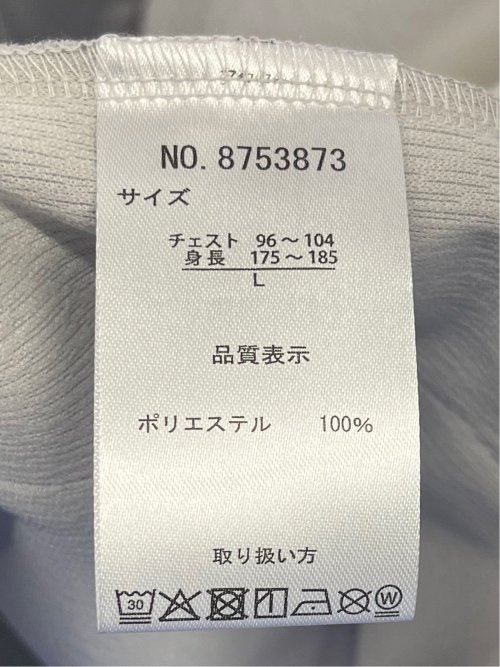 NO. 8753873
サイズ
チェスト 96～104
身長 175～185
L
品質表示
ポリエステル 100%
取り扱い方
30
W